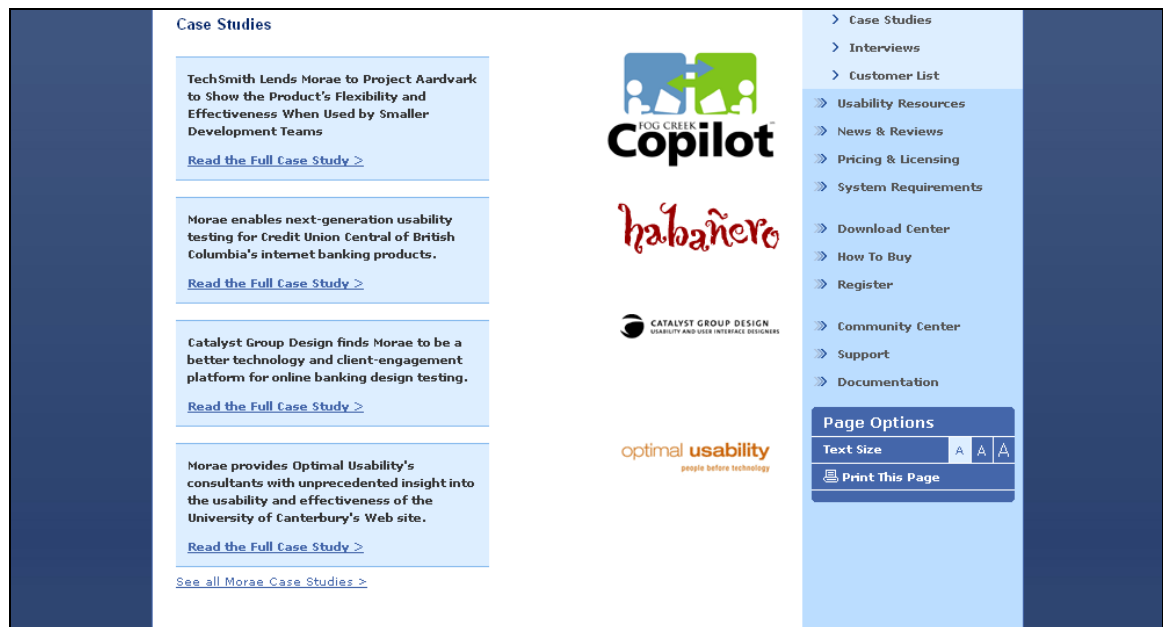 Case Studies
TechSmith Lends Morae to Project Aardvark
to Show the Product's Flexibility and
Effectiveness When Used by Smaller
Development Teams
Read the Full Case Study >
Morae enables next-generation usability
testing for Credit Union Central of British
Columbia's internet banking products.
Read the Full Case Study >
Catalyst Group Design finds Morae to be a
better technology and client-engagement
platform for online banking design testing.
Read the Full Case Study >
Morae provides Optimal Usability's
consultants with unprecedented insight into
the usability and effectiveness of the
University of Canterbury's Web site.
Read the Full Case Study >
See all Morae Case Studies >
FOG CREEK
Copilot™
habañero
CATALYST GROUP DESIGN
USABILITY AND USER INTERFACE DESIGNERS
optimal usability
people before technology
> Case Studies
> Interviews
> Customer List
Usability Resources
News & Reviews
Pricing & Licensing
System Requirements
Download Center
How To Buy
Register
Community Center
Support
Documentation
Page Options
Text Size A A A
Print This Page